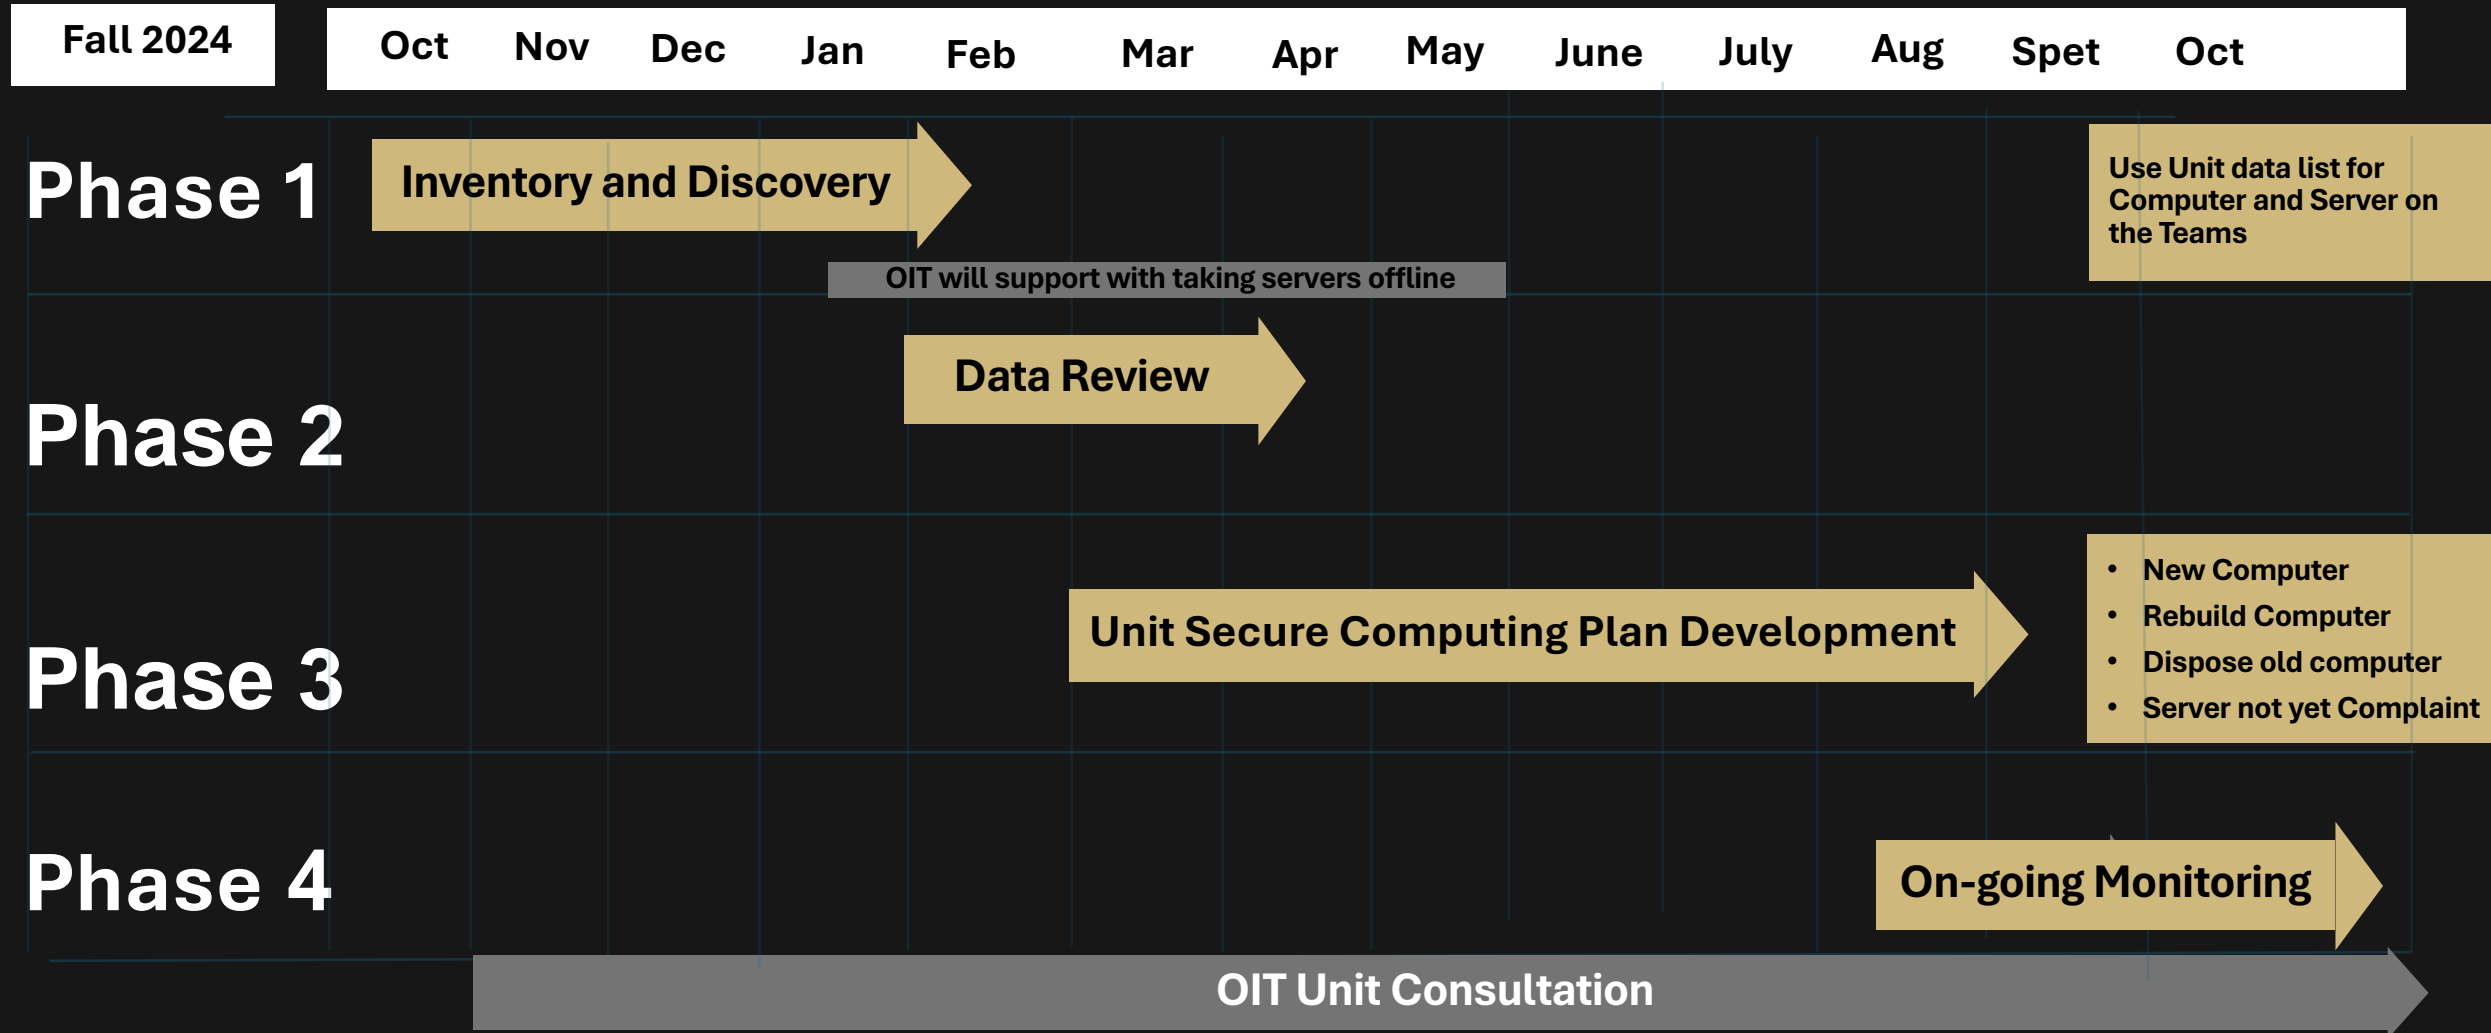 Fall 2024
Oct Nov Dec Jan Feb Mar Apr May June July Aug Spet Oct
Phase 1
Inventory and Discovery
Use Unit data list for
Computer and Server on
the Teams
OIT will support with taking servers offline
Phase 2
Data Review
Phase 3
Unit Secure Computing Plan Development
• New Computer
• Rebuild Computer
• Dispose old computer
• Server not yet Complaint
Phase 4
On-going Monitoring
OIT Unit Consultation